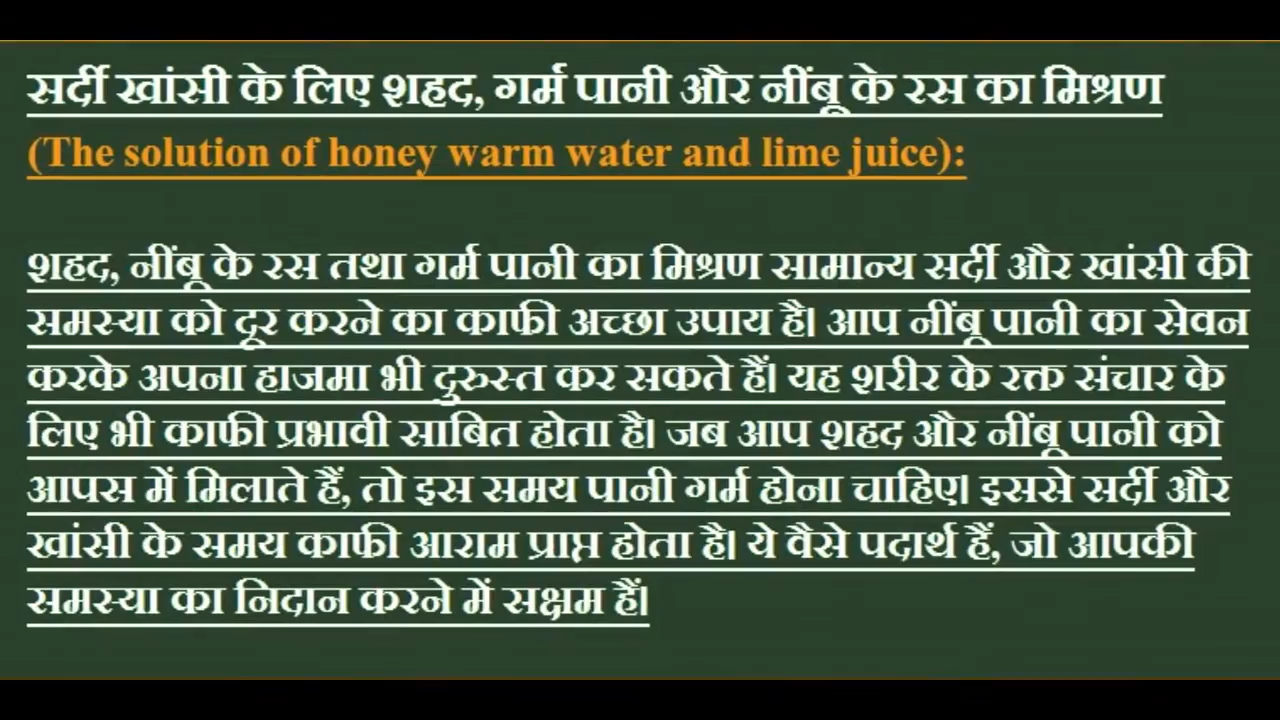 सर्दी खांसी के लिए शहद, गर्म पानी और नींबू के रस का मिश्रण
(The solution of honey warm water and lime juice):
शहद, नींबू के रस तथा गर्म पानी का मिश्रण सामान्य सर्दी और खांसी की
समस्या को दूर करने का काफी अच्छा उपाय है। आप नींबू पानी का सेवन
करके अपना हाजमा भी दुरुस्त कर सकते हैं। यह शरीर के रक्त संचार के
लिए भी काफी प्रभावी साबित होता है। जब आप शहद और नींबू पानी को
आपस में मिलाते हैं, तो इस समय पानी गर्म होना चाहिए। इससे सर्दी और
खांसी के समय काफी आराम प्राप्त होता है। ये वैसे पदार्थ हैं, जो आपकी
समस्या का निदान करने में सक्षम हैं।